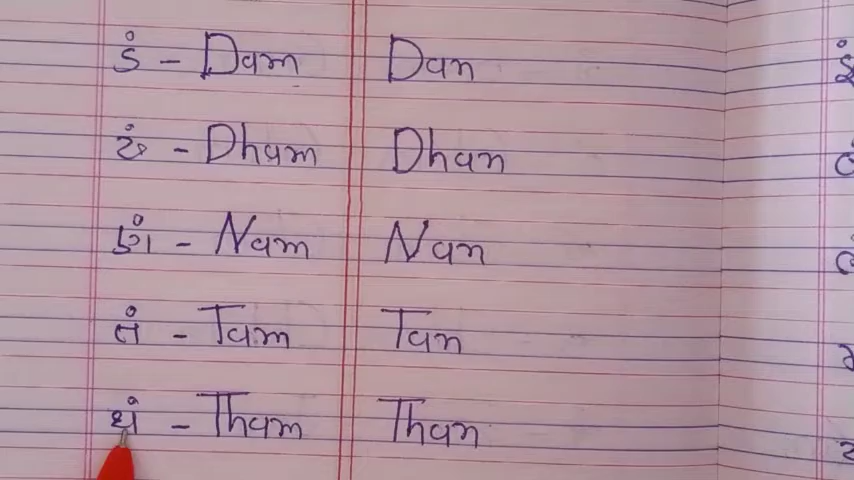 ડં - Dam Dan
ઢં - Dham Dhan
ણં - Nam Nan
તં - Tam Tan
થં - Tham Than